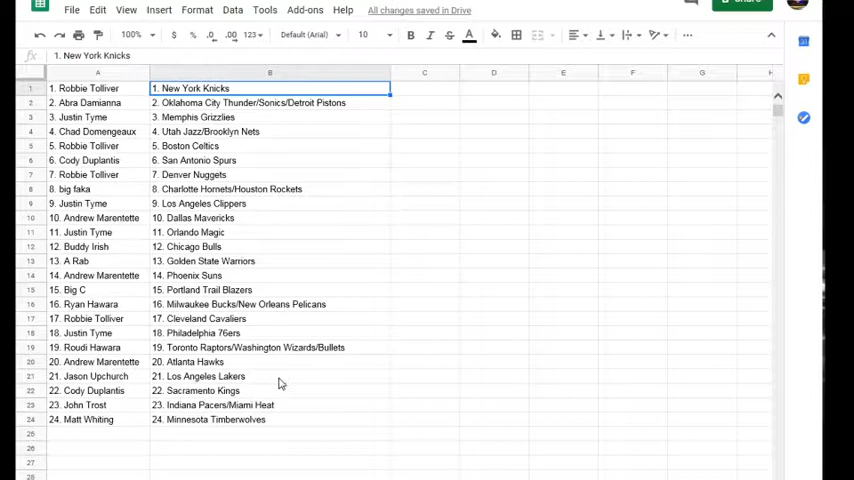 File Edit View Insert Format Data Tools Add-ons Help All changes saved in Drive
100% $ % .0 .00 123 Default (Arial) 10 B I S A
fx 1. New York Knicks
A B C D E F G H
1 1. Robbie Tolliver 1. New York Knicks
2 2. Abra Damianna 2. Oklahoma City Thunder/Sonics/Detroit Pistons
3 3. Justin Tyme 3. Memphis Grizzlies
4 4. Chad Domengeaux 4. Utah Jazz/Brooklyn Nets
5 5. Robbie Tolliver 5. Boston Celtics
6 6. Cody Duplantis 6. San Antonio Spurs
7 7. Robbie Tolliver 7. Denver Nuggets
8 8. big faka 8. Charlotte Hornets/Houston Rockets
9 9. Justin Tyme 9. Los Angeles Clippers
10 10. Andrew Marentette 10. Dallas Mavericks
11 11. Justin Tyme 11. Orlando Magic
12 12. Buddy Irish 12. Chicago Bulls
13 13. A Rab 13. Golden State Warriors
14 14. Andrew Marentette 14. Phoenix Suns
15 15. Big C 15. Portland Trail Blazers
16 16. Ryan Hawara 16. Milwaukee Bucks/New Orleans Pelicans
17 17. Robbie Tolliver 17. Cleveland Cavaliers
18 18. Justin Tyme 18. Philadelphia 76ers
19 19. Roudi Hawara 19. Toronto Raptors/Washington Wizards/Bullets
20 20. Andrew Marentette 20. Atlanta Hawks
21 21. Jason Upchurch 21. Los Angeles Lakers
22 22. Cody Duplantis 22. Sacramento Kings
23 23. John Trost 23. Indiana Pacers/Miami Heat
24 24. Matt Whiting 24. Minnesota Timberwolves
25
26
27
28